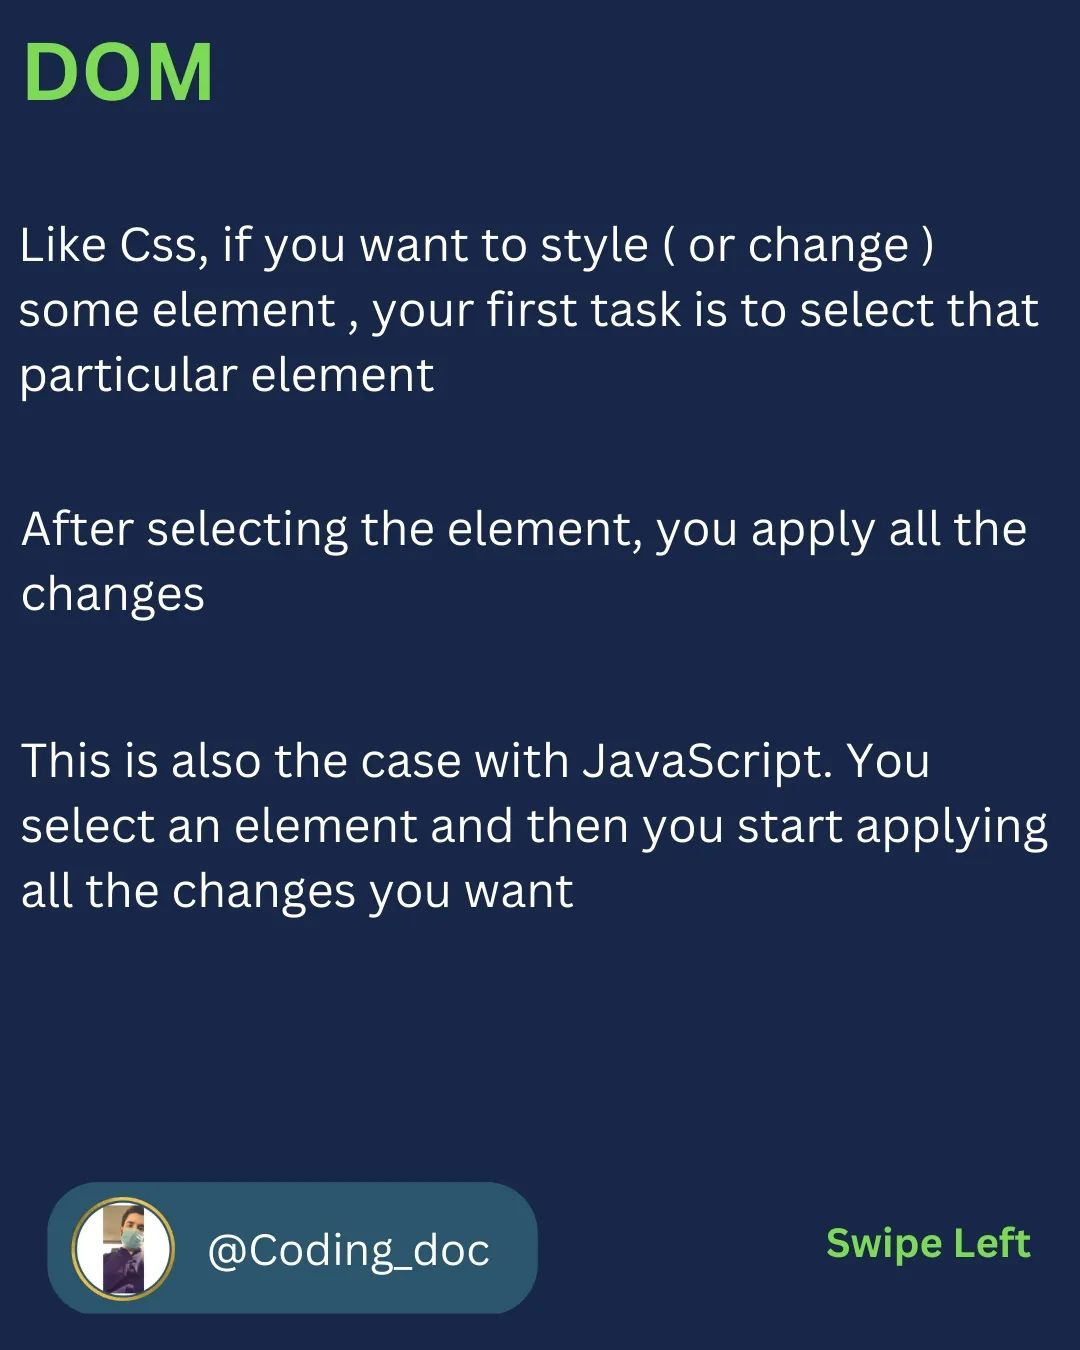 DOM
Like Css, if you want to style ( or change )
some element , your first task is to select that
particular element
After selecting the element, you apply all the
changes
This is also the case with JavaScript. You
select an element and then you start applying
all the changes you want
@Coding_doc
Swipe Left